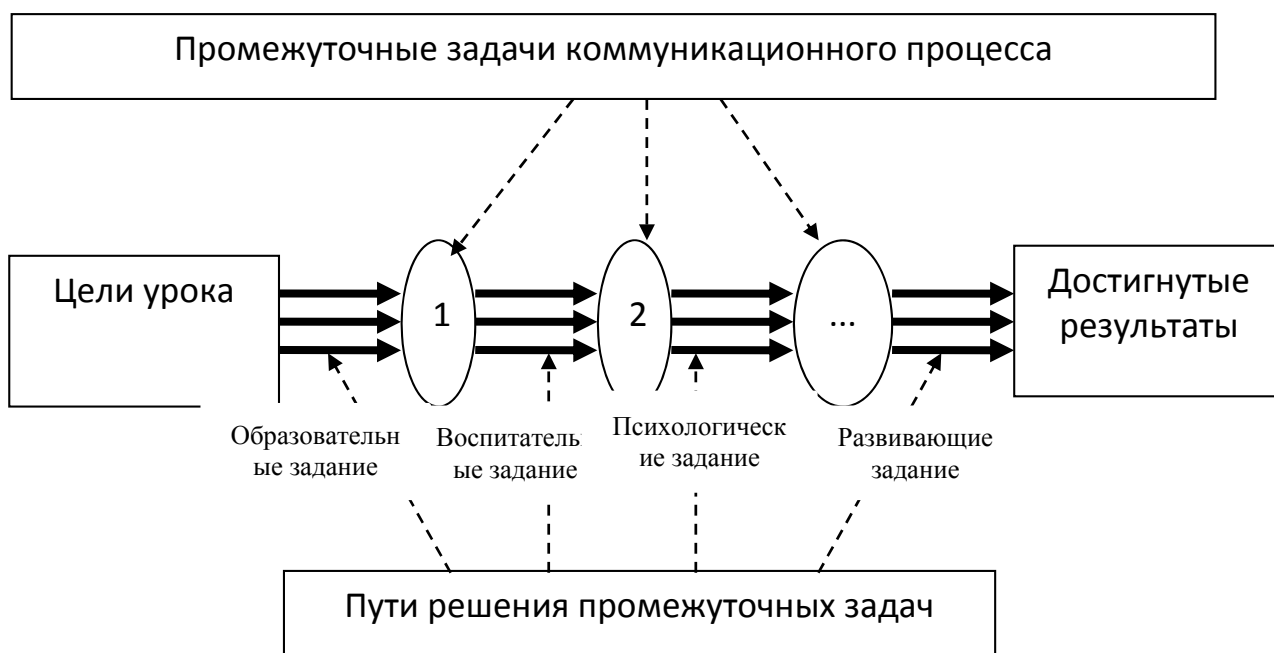 Промежуточные задачи коммуникационного процесса
Цели урока
1
2
...
Достигнутые
результаты
Образовательн
ые задание
Воспитательн
ые задание
Психологическ
ие задание
Развивающие
задание
Пути решения промежуточных задач